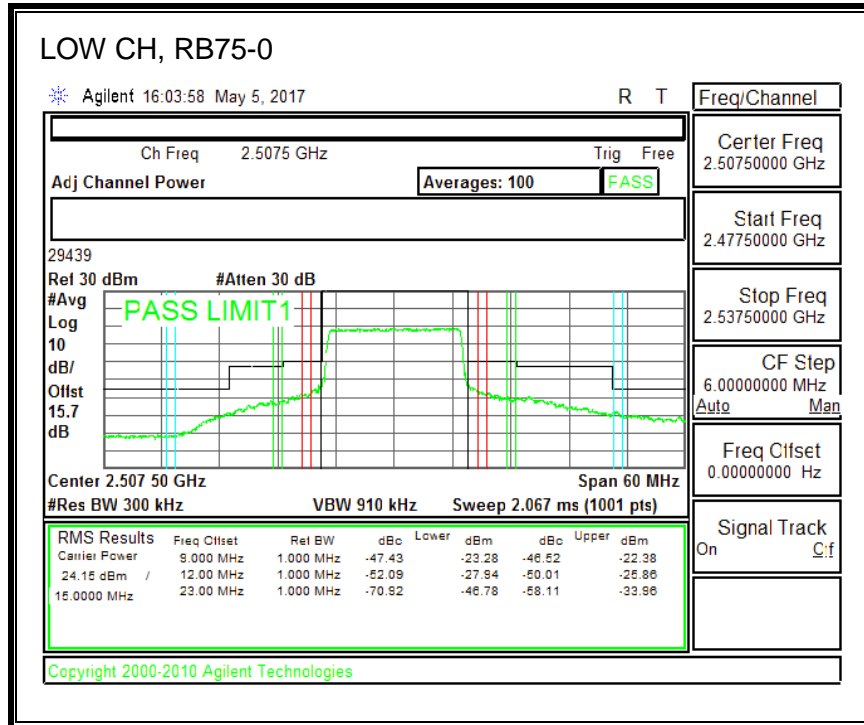 LOW CH, RB75-0
Agilent 16:03:58 May 5, 2017 R T
Ch Freq 2.5075 GHz Trig Free
Adj Channel Power Averages: 100 PASS
29439
Ref 30 dBm #Atten 30 dB
#Avg
Log
10
dB/
Offst
15.7
dB
PASS LIMIT1
Center 2.507 50 GHz Span 60 MHz
#Res BW 300 kHz VBW 910 kHz Sweep 2.067 ms (1001 pts)
RMS Results Freq Offset Ref BW dBc Lower dBm dBc Upper dBm
Carrier Power 9.000 MHz 1.000 MHz -47.43 -23.28 -46.52 -22.38
24.15 dBm / 12.00 MHz 1.000 MHz -52.09 -27.94 -50.01 -25.86
15.0000 MHz 23.00 MHz 1.000 MHz -70.92 -46.78 -58.11 -33.96
Copyright 2000-2010 Agilent Technologies
Freq/Channel
Center Freq
2.50750000 GHz
Start Freq
2.47750000 GHz
Stop Freq
2.53750000 GHz
CF Step
6.00000000 MHz
Auto Man
Freq Offset
0.00000000 Hz
Signal Track
On Off